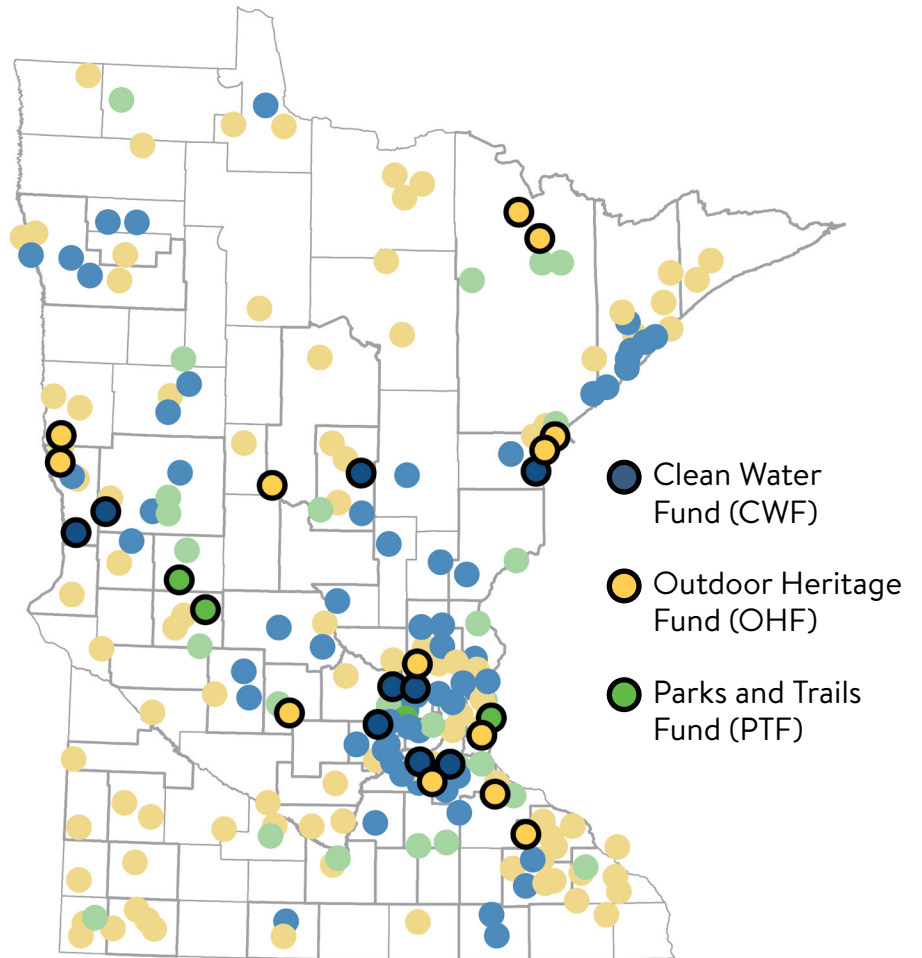 Clean Water
Fund (CWF)
Outdoor Heritage
Fund (OHF)
Parks and Trails
Fund (PTF)